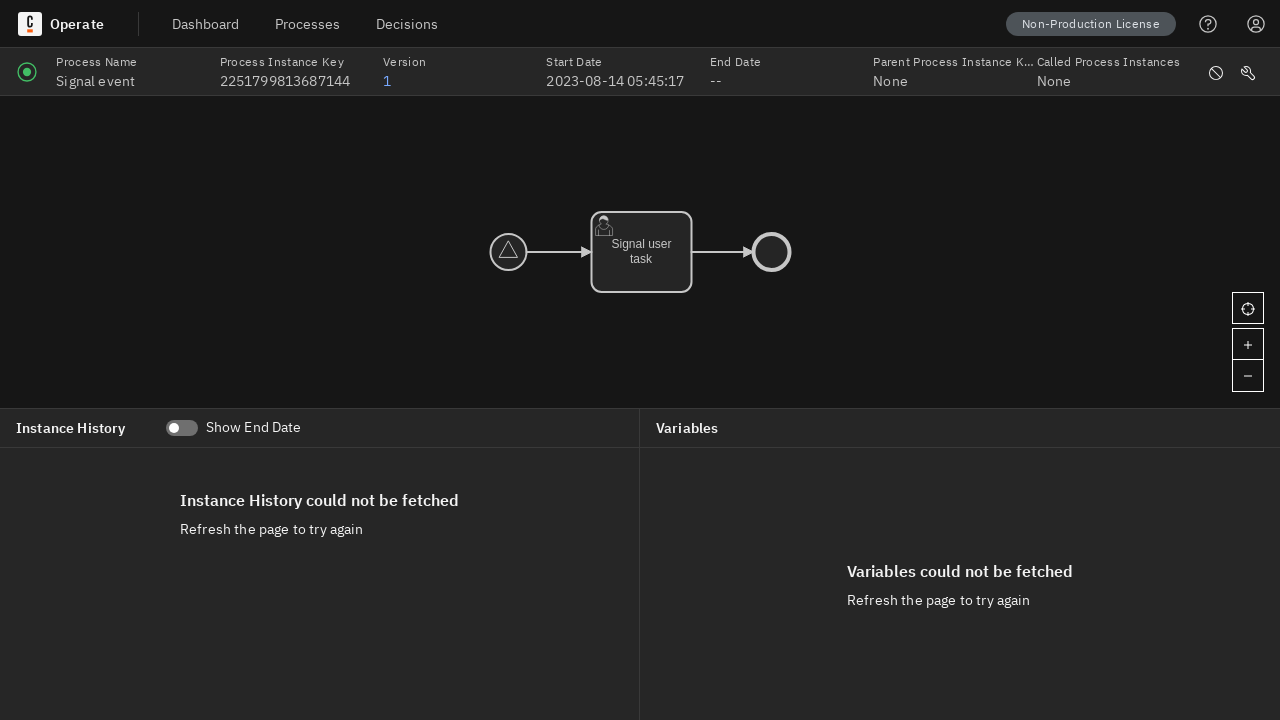 Operate
Dashboard
Processes
Decisions
Non-Production License
Process Name
Signal event
Process Instance Key
2251799813687144
Version
1
Start Date
2023-08-14 05:45:17
End Date
--
Parent Process Instance K...
None
Called Process Instances
None
Signal user
task
Instance History
Show End Date
Variables
Instance History could not be fetched
Refresh the page to try again
Variables could not be fetched
Refresh the page to try again